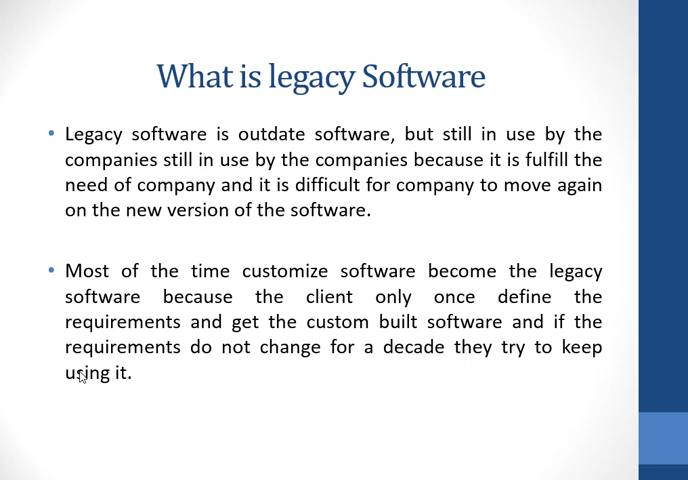 What is legacy Software
• Legacy software is outdate software, but still in use by the
companies still in use by the companies because it is fulfill the
need of company and it is difficult for company to move again
on the new version of the software.
• Most of the time customize software become the legacy
software because the client only once define the
requirements and get the custom built software and if the
requirements do not change for a decade they try to keep
using it.